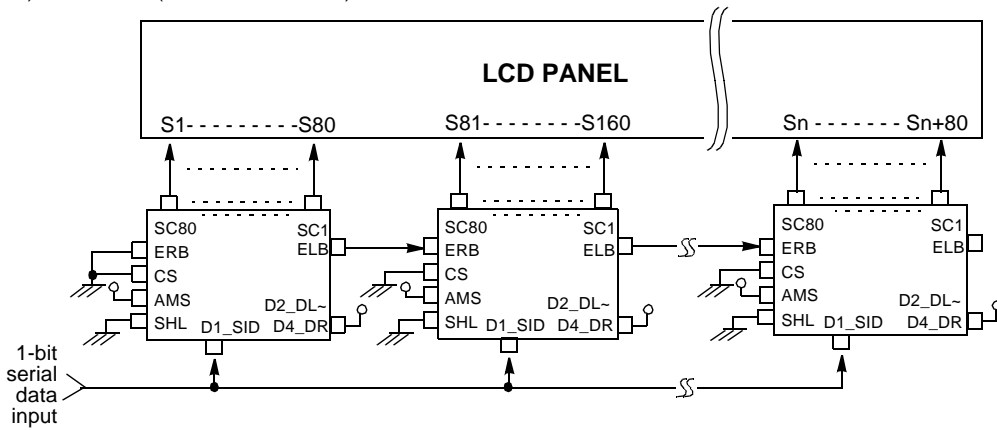 LCD PANEL
S1- - - - - - - - -S80
S81- - - - - - - -S160
Sn - - - - - - - Sn+80
SC80 SC1
ERB ELB
CS
AMS
D2_DL~
SHL D1_SID D4_DR
SC80 SC1
ERB ELB
CS
AMS
D2_DL~
SHL D1_SID D4_DR
SC80 SC1
ERB ELB
CS
AMS
D2_DL~
SHL D1_SID D4_DR
1-bit
serial
data
input